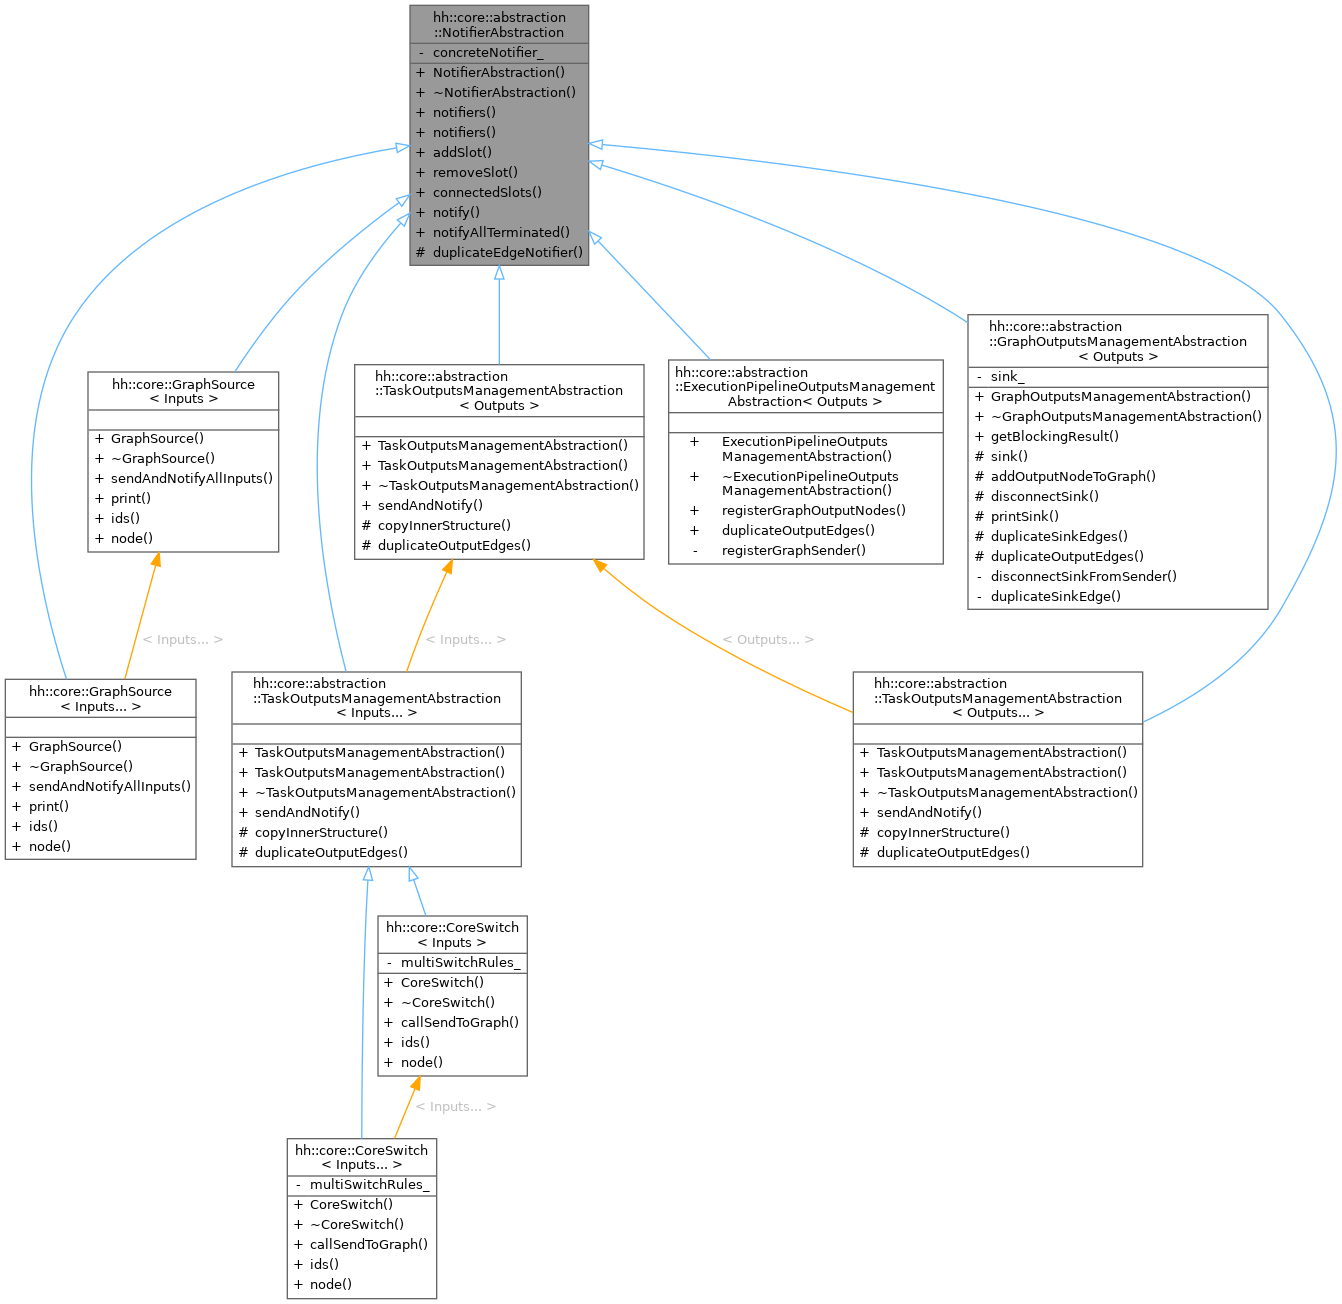 hh::core::abstraction
::NotifierAbstraction
- concreteNotifier_
+ NotifierAbstraction()
+ ~NotifierAbstraction()
+ notifiers()
+ notifiers()
+ addSlot()
+ removeSlot()
+ connectedSlots()
+ notify()
+ notifyAllTerminated()
# duplicateEdgeNotifier()
hh::core::GraphSource
< Inputs >
+ GraphSource()
+ ~GraphSource()
+ sendAndNotifyAllInputs()
+ print()
+ ids()
+ node()
hh::core::abstraction
::TaskOutputsManagementAbstraction
< Outputs >
+ TaskOutputsManagementAbstraction()
+ TaskOutputsManagementAbstraction()
+ ~TaskOutputsManagementAbstraction()
+ sendAndNotify()
# copyInnerStructure()
# duplicateOutputEdges()
hh::core::abstraction
::ExecutionPipelineOutputsManagement
Abstraction< Outputs >
+ ExecutionPipelineOutputs
ManagementAbstraction()
+ ~ExecutionPipelineOutputs
ManagementAbstraction()
+ registerGraphOutputNodes()
+ duplicateOutputEdges()
- registerGraphSender()
hh::core::abstraction
::GraphOutputsManagementAbstraction
< Outputs >
- sink_
+ GraphOutputsManagementAbstraction()
+ ~GraphOutputsManagementAbstraction()
+ getBlockingResult()
# sink()
# addOutputNodeToGraph()
# disconnectSink()
# printSink()
# duplicateSinkEdges()
# duplicateOutputEdges()
- disconnectSinkFromSender()
- duplicateSinkEdge()
< Inputs... >
< Inputs... >
< Outputs... >
hh::core::GraphSource
< Inputs... >
+ GraphSource()
+ ~GraphSource()
+ sendAndNotifyAllInputs()
+ print()
+ ids()
+ node()
hh::core::abstraction
::TaskOutputsManagementAbstraction
< Inputs... >
+ TaskOutputsManagementAbstraction()
+ TaskOutputsManagementAbstraction()
+ ~TaskOutputsManagementAbstraction()
+ sendAndNotify()
# copyInnerStructure()
# duplicateOutputEdges()
hh::core::abstraction
::TaskOutputsManagementAbstraction
< Outputs... >
+ TaskOutputsManagementAbstraction()
+ TaskOutputsManagementAbstraction()
+ ~TaskOutputsManagementAbstraction()
+ sendAndNotify()
# copyInnerStructure()
# duplicateOutputEdges()
hh::core::CoreSwitch
< Inputs >
- multiSwitchRules_
+ CoreSwitch()
+ ~CoreSwitch()
+ callSendToGraph()
+ ids()
+ node()
< Inputs... >
hh::core::CoreSwitch
< Inputs... >
- multiSwitchRules_
+ CoreSwitch()
+ ~CoreSwitch()
+ callSendToGraph()
+ ids()
+ node()